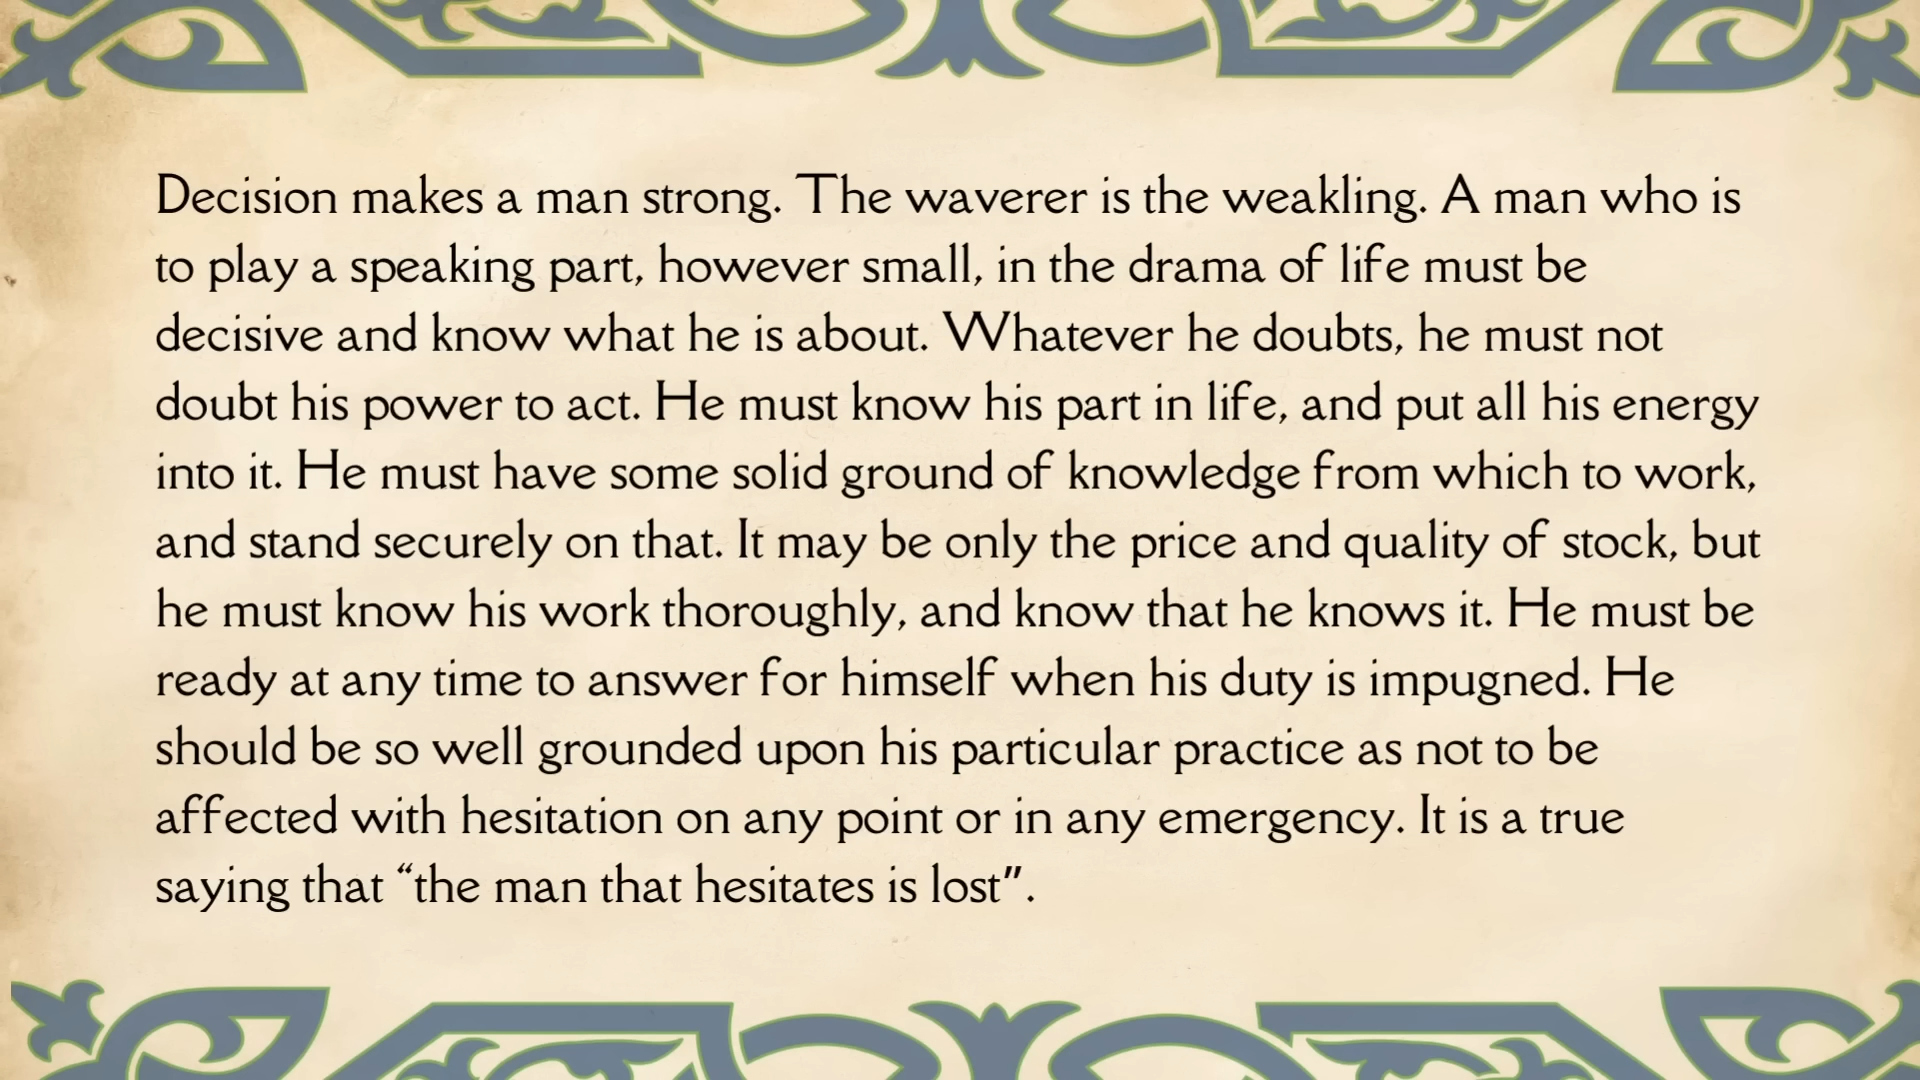 Decision makes a man strong. The waverer is the weakling. A man who is
to play a speaking part, however small, in the drama of life must be
decisive and know what he is about. Whatever he doubts, he must not
doubt his power to act. He must know his part in life, and put all his energy
into it. He must have some solid ground of knowledge from which to work,
and stand securely on that. It may be only the price and quality of stock, but
he must know his work thoroughly, and know that he knows it. He must be
ready at any time to answer for himself when his duty is impugned. He
should be so well grounded upon his particular practice as not to be
affected with hesitation on any point or in any emergency. It is a true
saying that “the man that hesitates is lost”.